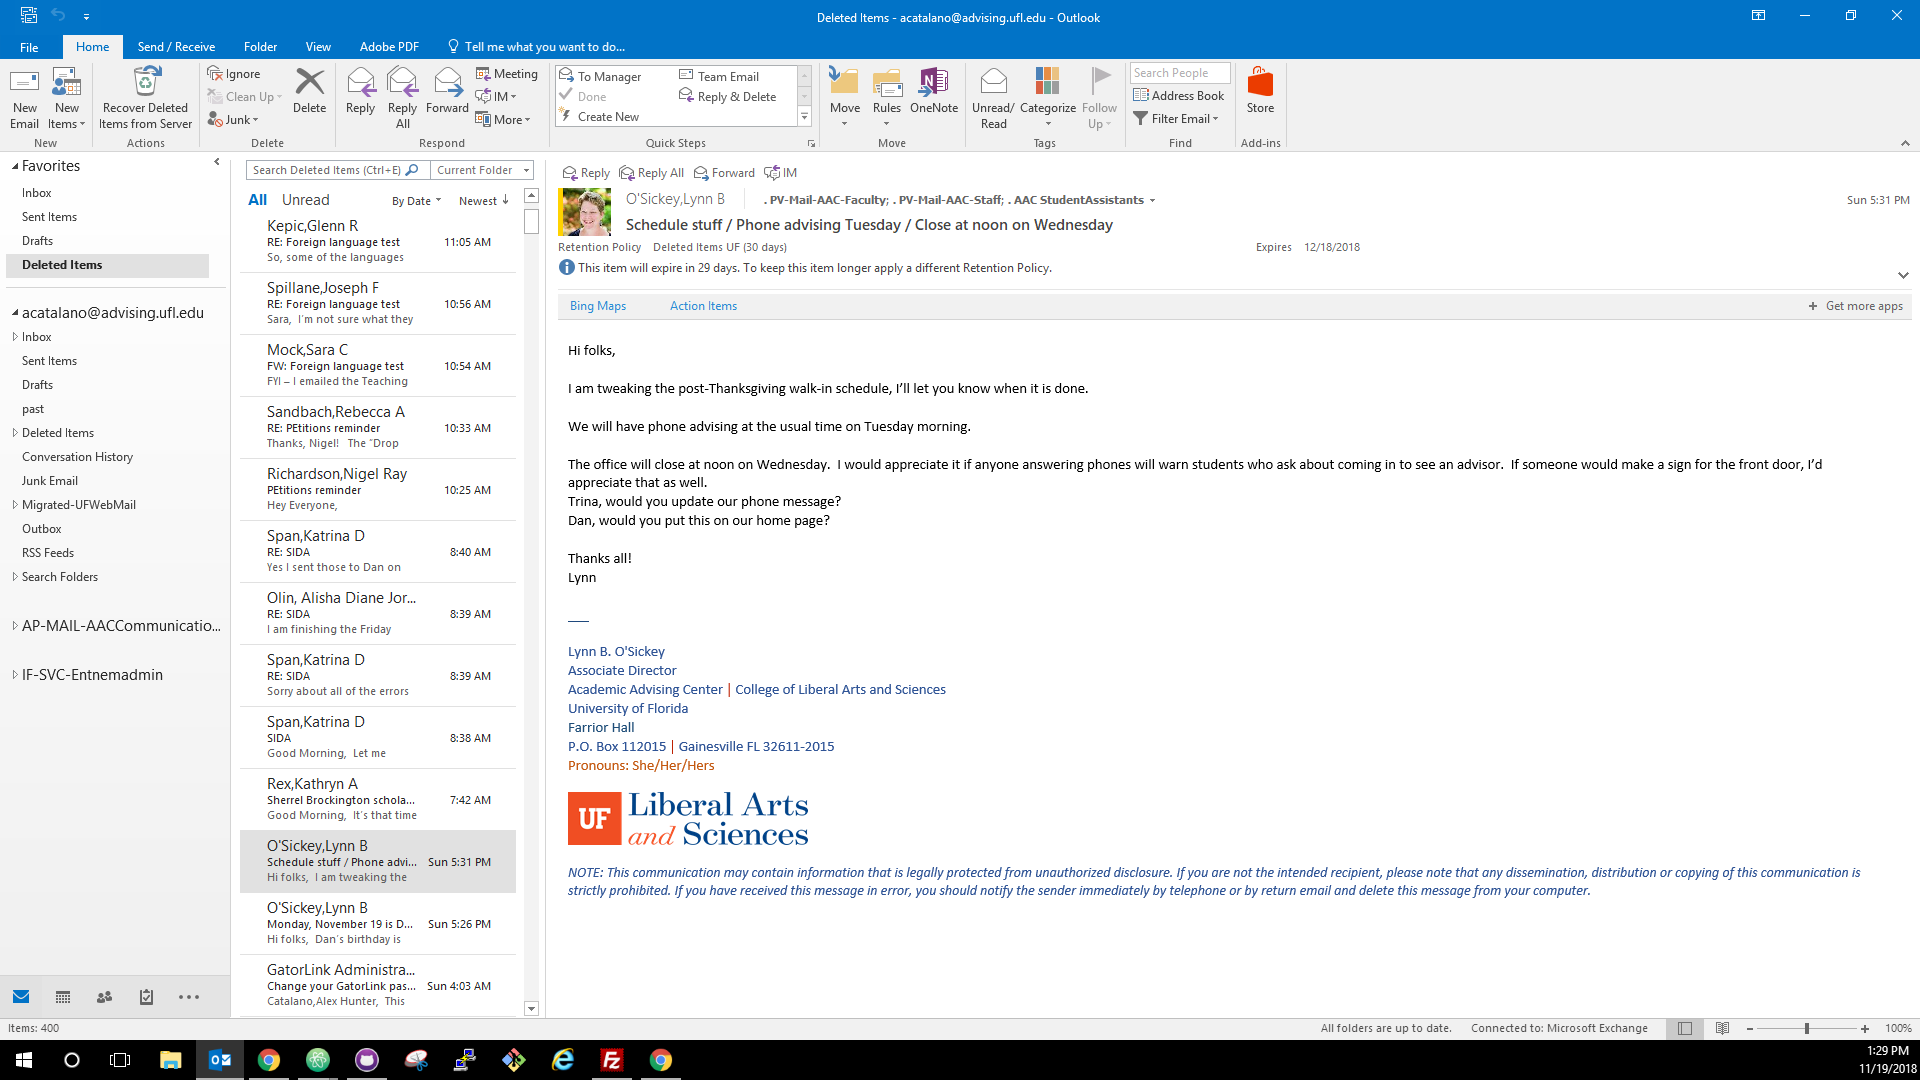 Deleted Items - acatalano@advising.ufl.edu - Outlook
File Home Send / Receive Folder View Adobe PDF Tell me what you want to do...
New Email
New Items
New
Recover Deleted Items from Server
Actions
Ignore
Clean Up
Junk
Delete
Delete
Reply
Reply All
Forward
Meeting
IM
More
Respond
To Manager
Done
Create New
Team Email
Reply & Delete
Quick Steps
Move
Rules
OneNote
Move
Unread/ Read
Categorize
Follow Up
Tags
Search People
Address Book
Filter Email
Find
Store
Add-ins
Favorites
Inbox
Sent Items
Drafts
Deleted Items
acatalano@advising.ufl.edu
Inbox
Sent Items
Drafts
past
Deleted Items
Conversation History
Junk Email
Migrated-UFWebMail
Outbox
RSS Feeds
Search Folders
AP-MAIL-AACCommunicatio...
IF-SVC-Entnemadmin
Search Deleted Items (Ctrl+E) Current Folder
All Unread By Date Newest
Kepic,Glenn R
RE: Foreign language test 11:05 AM
So, some of the languages
Spillane,Joseph F
RE: Foreign language test 10:56 AM
Sara, I'm not sure what they
Mock,Sara C
FW: Foreign language test 10:54 AM
FYI – I emailed the Teaching
Sandbach,Rebecca A
RE: PEtitions reminder 10:33 AM
Thanks, Nigel! The "Drop
Richardson,Nigel Ray
PEtitions reminder 10:25 AM
Hey Everyone,
Span,Katrina D
RE: SIDA 8:40 AM
Yes I sent those to Dan on
Olin, Alisha Diane Jor...
RE: SIDA 8:39 AM
I am finishing the Friday
Span,Katrina D
RE: SIDA 8:39 AM
Sorry about all of the errors
Span,Katrina D
SIDA 8:38 AM
Good Morning, Let me
Rex,Kathryn A
Sherrel Brockington schola... 7:42 AM
Good Morning, It's that time
O'Sickey,Lynn B
Schedule stuff / Phone advi... Sun 5:31 PM
Hi folks, I am tweaking the
O'Sickey,Lynn B
Monday, November 19 is D... Sun 5:26 PM
Hi folks, Dan's birthday is
GatorLink Administra...
Change your GatorLink pas... Sun 4:03 AM
Catalano,Alex Hunter, This
Reply Reply All Forward IM
O'Sickey,Lynn B . PV-Mail-AAC-Faculty; . PV-Mail-AAC-Staff; . AAC StudentAssistants Sun 5:31 PM
Schedule stuff / Phone advising Tuesday / Close at noon on Wednesday
Retention Policy Deleted Items UF (30 days) Expires 12/18/2018
This item will expire in 29 days. To keep this item longer apply a different Retention Policy.
Bing Maps Action Items + Get more apps
Hi folks,
I am tweaking the post-Thanksgiving walk-in schedule, I'll let you know when it is done.
We will have phone advising at the usual time on Tuesday morning.
The office will close at noon on Wednesday. I would appreciate it if anyone answering phones will warn students who ask about coming in to see an advisor. If someone would make a sign for the front door, I'd
appreciate that as well.
Trina, would you update our phone message?
Dan, would you put this on our home page?
Thanks all!
Lynn
___
Lynn B. O'Sickey
Associate Director
Academic Advising Center | College of Liberal Arts and Sciences
University of Florida
Farrior Hall
P.O. Box 112015 | Gainesville FL 32611-2015
Pronouns: She/Her/Hers
UF Liberal Arts
and Sciences
NOTE: This communication may contain information that is legally protected from unauthorized disclosure. If you are not the intended recipient, please note that any dissemination, distribution or copying of this communication is
strictly prohibited. If you have received this message in error, you should notify the sender immediately by telephone or by return email and delete this message from your computer.
Items: 400 All folders are up to date. Connected to: Microsoft Exchange 100%
1:29 PM
11/19/2018